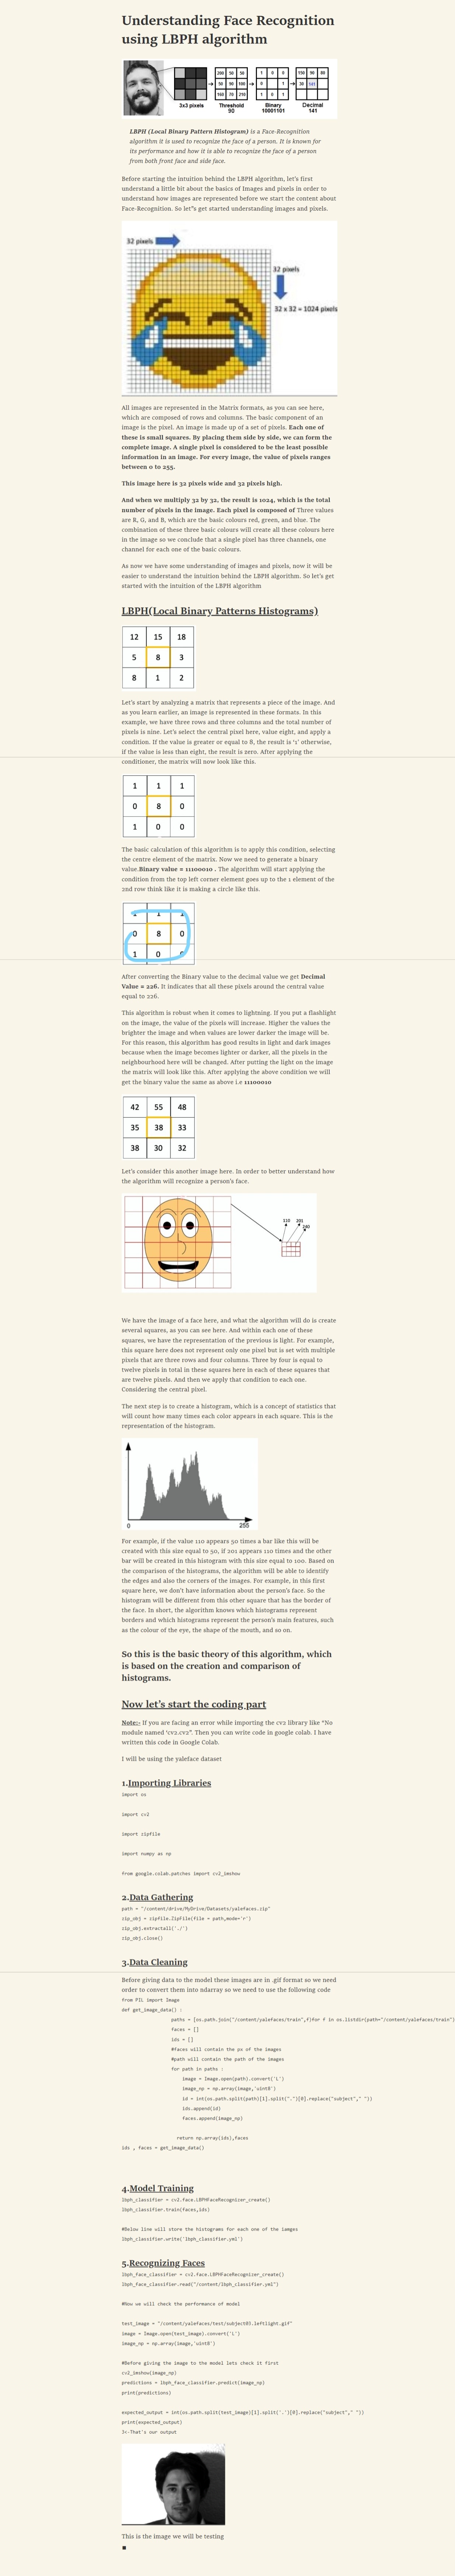 Understanding Face Recognition
using LBPH algorithm
200 50 50
50 90 100
100 70 210
1 0 0
0 1
1 0 1
150 90 80
50 141
3x3 pixels
Threshold
90
Binary
10001101
Decimal
141
LBPH (Local Binary Pattern Histogram) is a Face-Recognition
algorithm it is used to recognize the face of a person. It is known for
its performance and how it is able to recognize the face of a person
from both front face and side face.
Before starting the intuition behind the LBPH algorithm, let's first
understand a little bit about the basics of Images and pixels in order to
understand how images are represented before we start the content about
Face-Recognition. So let"s get started understanding images and pixels.
32 pixels
32 pixels
32 x 32 = 1024 pixels
All images are represented in the Matrix formats, as you can see here,
which are composed of rows and columns. The basic component of an
image is the pixel. An image is made up of a set of pixels. Each one of
these is small squares. By placing them side by side, we can form the
complete image. A single pixel is considered to be the least possible
information in an image. For every image, the value of pixels ranges
between 0 to 255.
This image here is 32 pixels wide and 32 pixels high.
And when we multiply 32 by 32, the result is 1024, which is the total
number of pixels in the image. Each pixel is composed of Three values
are R, G, and B, which are the basic colours red, green, and blue. The
combination of these three basic colours will create all these colours here
in the image so we conclude that a single pixel has three channels, one
channel for each one of the basic colours.
As now we have some understanding of images and pixels, now it will be
easier to understand the intuition behind the LBPH algorithm. So let's get
started with the intuition of the LBPH algorithm
LBPH(Local Binary Patterns Histograms)
12 15 18
5 8 3
8 1 2
Let's start by analyzing a matrix that represents a piece of the image. And
as you learn earlier, an image is represented in these formats. In this
example, we have three rows and three columns and the total number of
pixels is nine. Let's select the central pixel here, value eight, and apply a
condition. If the value is greater or equal to 8, the result is '1' otherwise,
if the value is less than eight, the result is zero. After applying the
conditioner, the matrix will now look like this.
1 1 1
0 8 0
1 0 0
The basic calculation of this algorithm is to apply this condition, selecting
the centre element of the matrix. Now we need to generate a binary
value.Binary value = 11100010 . The algorithm will start applying the
condition from the top left corner element goes up to the 1 element of the
2nd row think like it is making a circle like this.
1 1 1
0 8 0
1 0 0
After converting the Binary value to the decimal value we get Decimal
Value = 226. It indicates that all these pixels around the central value
equal to 226.
This algorithm is robust when it comes to lightning. If you put a flashlight
on the image, the value of the pixels will increase. Higher the values the
brighter the image and when values are lower darker the image will be.
For this reason, this algorithm has good results in light and dark images
because when the image becomes lighter or darker, all the pixels in the
neighbourhood here will be changed. After putting the light on the image
the matrix will look like this. After applying the above condition we will
get the binary value the same as above i.e 11100010
42 55 48
35 38 33
38 30 32
Let's consider this another image here. In order to better understand how
the algorithm will recognize a person's face.
110 201
240
We have the image of a face here, and what the algorithm will do is create
several squares, as you can see here. And within each one of these
squares, we have the representation of the previous is light. For example,
this square here does not represent only one pixel but is set with multiple
pixels that are three rows and four columns. Three by four is equal to
twelve pixels in total in these squares here in each of these squares that
are twelve pixels. And then we apply that condition to each one.
Considering the central pixel.
The next step is to create a histogram, which is a concept of statistics that
will count how many times each color appears in each square. This is the
representation of the histogram.
0 255
For example, if the value 110 appears 50 times a bar like this will be
created with this size equal to 50, if 201 appears 110 times and the other
bar will be created in this histogram with this size equal to 100. Based on
the comparison of the histograms, the algorithm will be able to identify
the edges and also the corners of the images. For example, in this first
square here, we don't have information about the person's face. So the
histogram will be different from this other square that has the border of
the face. In short, the algorithm knows which histograms represent
borders and which histograms represent the person's main features, such
as the colour of the eye, the shape of the mouth, and so on.
So this is the basic theory of this algorithm, which
is based on the creation and comparison of
histograms.
Now let's start the coding part
Note:- If you are facing an error while importing the cv2 library like "No
module named 'cv2.cv2". Then you can write code in google colab. I have
written this code in Google Colab.
I will be using the yaleface dataset
1.Importing Libraries
import os
import cv2
import zipfile
import numpy as np
from google.colab.patches import cv2_imshow
2.Data Gathering
path = "/content/drive/MyDrive/Datasets/yalefaces.zip"
zip_obj = zipfile.ZipFile(file = path,mode='r')
zip_obj.extractall('./')
zip_obj.close()
3.Data Cleaning
Before giving data to the model these images are in .gif format so we need
order to convert them into ndarray so we need to use the following code
from PIL import Image
def get_image_data() :
paths = [os.path.join("/content/yalefaces/train",f)for f in os.listdir(path="/content/yalefaces/train")]
faces = []
ids = []
#faces will contain the px of the images
#path will contain the path of the images
for path in paths :
image = Image.open(path).convert('L')
image_np = np.array(image,'uint8')
id = int(os.path.split(path)[1].split(".")[0].replace("subject"," "))
ids.append(id)
faces.append(image_np)
return np.array(ids),faces
ids , faces = get_image_data()
4.Model Training
lbph_classifier = cv2.face.LBPHFaceRecognizer_create()
lbph_classifier.train(faces,ids)
#Below line will store the histograms for each one of the iamges
lbph_classifier.write('lbph_classifier.yml')
5.Recognizing Faces
lbph_face_classifier = cv2.face.LBPHFaceRecognizer_create()
lbph_face_classifier.read("/content/lbph_classifier.yml")
#Now we will check the performance of model
test_image = "/content/yalefaces/test/subject03.leftlight.gif"
image = Image.open(test_image).convert('L')
image_np = np.array(image,'uint8')
#Before giving the image to the model lets check it first
cv2_imshow(image_np)
predictions = lbph_face_classifier.predict(image_np)
print(predictions)
expected_output = int(os.path.split(test_image)[1].split('.')[0].replace("subject"," "))
print(expected_output)
3<-That's our output
This is the image we will be testing